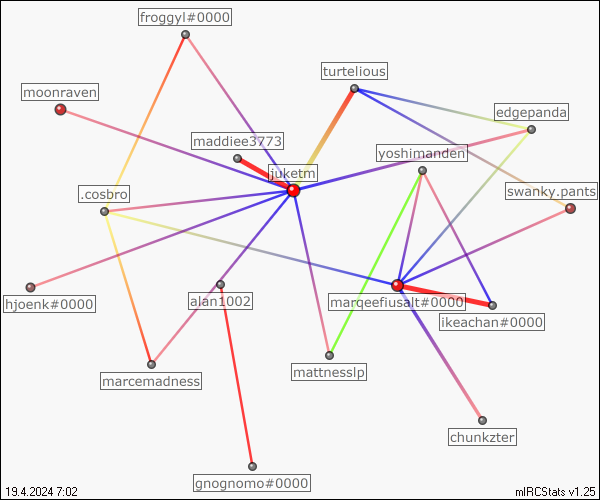 froggyl#0000
turtelious
moonraven
edgepanda
maddiee3773
yoshimanden
juketm
.cosbro
swanky.pants
hjoenk#0000
alan1002
marqeefiusalt#0000
ikeachan#0000
mattnesslp
marcemadness
chunkzter
gnognomo#0000
19.4.2024 7:02
mIRCStats v1.25